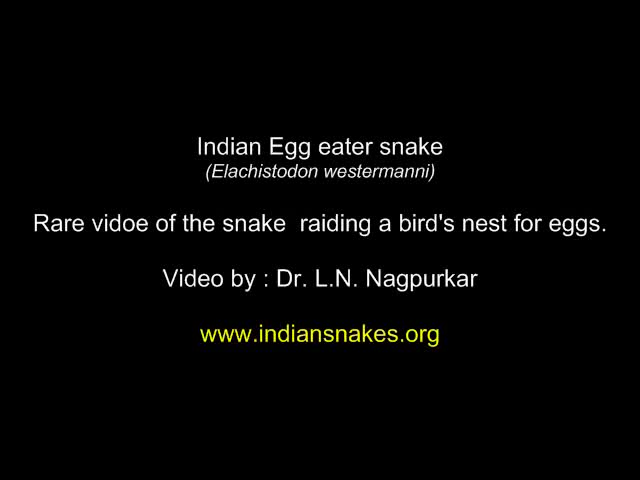 Indian Egg eater snake
(Elachistodon westermanni)
Rare vidoe of the snake  raiding a bird's nest for eggs.
Video by : Dr. L.N. Nagpurkar
www.indiansnakes.org